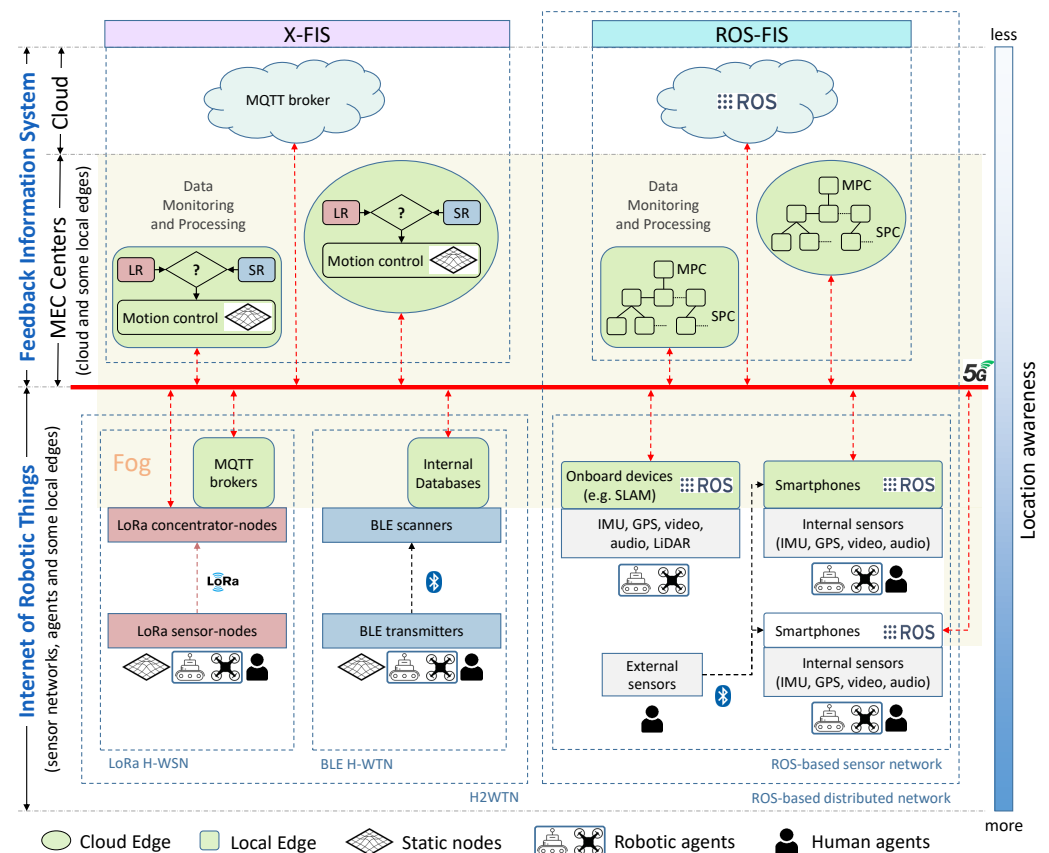 X-FIS
ROS-FIS
less
Feedback Information System
Cloud
MEC Centers
(cloud and some local edges)
MQTT broker
ROS
Data
Monitoring
and Processing
LR
?
SR
Motion control
LR
?
SR
Motion control
Data
Monitoring
and Processing
MPC
SPC
MPC
SPC
5G
Location awareness
Internet of Robotic Things
(sensor networks, agents and some local edges)
Fog
MQTT
brokers
LoRa concentrator-nodes
LoRa
LoRa sensor-nodes
LoRa H-WSN
Internal
Databases
BLE scanners
BLE transmitters
BLE H-WTN
H2WTN
Onboard devices
(e.g. SLAM)
ROS
IMU, GPS, video,
audio, LiDAR
Smartphones
ROS
Internal sensors
(IMU, GPS, video, audio)
Smartphones
ROS
Internal sensors
(IMU, GPS, video, audio)
External
sensors
ROS-based sensor network
ROS-based distributed network
more
Cloud Edge
Local Edge
Static nodes
Robotic agents
Human agents